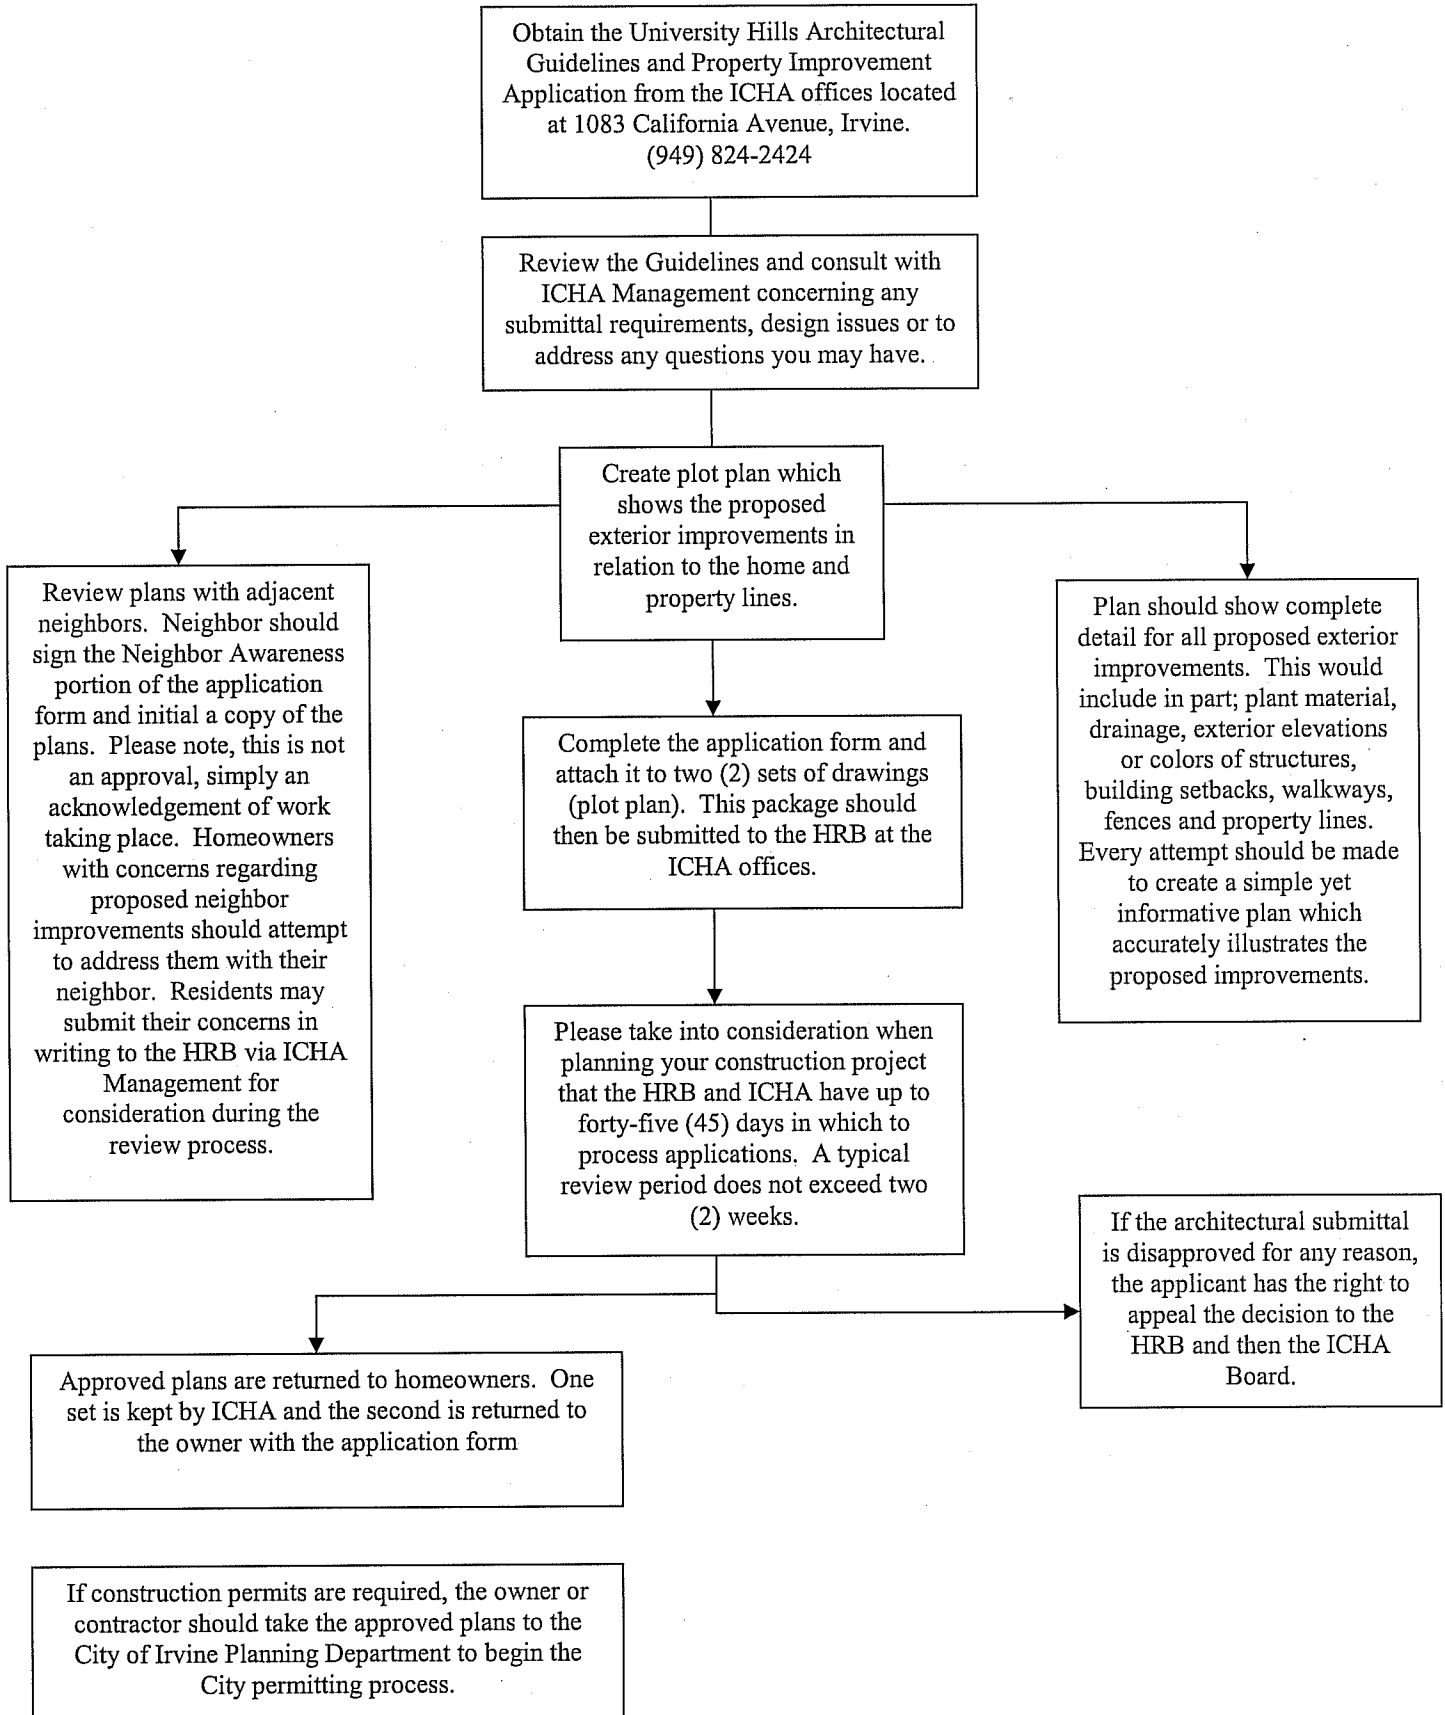 Obtain the University Hills Architectural
Guidelines and Property Improvement
Application from the ICHA offices located
at 1083 California Avenue, Irvine.
(949) 824-2424
Review the Guidelines and consult with
ICHA Management concerning any
submittal requirements, design issues or to
address any questions you may have.
Create plot plan which
shows the proposed
exterior improvements in
relation to the home and
property lines.
Review plans with adjacent
neighbors. Neighbor should
sign the Neighbor Awareness
portion of the application
form and initial a copy of the
plans. Please note, this is not
an approval, simply an
acknowledgement of work
taking place. Homeowners
with concerns regarding
proposed neighbor
improvements should attempt
to address them with their
neighbor. Residents may
submit their concerns in
writing to the HRB via ICHA
Management for
consideration during the
review process.
Plan should show complete
detail for all proposed exterior
improvements. This would
include in part; plant material,
drainage, exterior elevations
or colors of structures,
building setbacks, walkways,
fences and property lines.
Every attempt should be made
to create a simple yet
informative plan which
accurately illustrates the
proposed improvements.
Complete the application form and
attach it to two (2) sets of drawings
(plot plan). This package should
then be submitted to the HRB at the
ICHA offices.
Please take into consideration when
planning your construction project
that the HRB and ICHA have up to
forty-five (45) days in which to
process applications. A typical
review period does not exceed two
(2) weeks.
If the architectural submittal
is disapproved for any reason,
the applicant has the right to
appeal the decision to the
HRB and then the ICHA
Board.
Approved plans are returned to homeowners. One
set is kept by ICHA and the second is returned to
the owner with the application form
If construction permits are required, the owner or
contractor should take the approved plans to the
City of Irvine Planning Department to begin the
City permitting process.